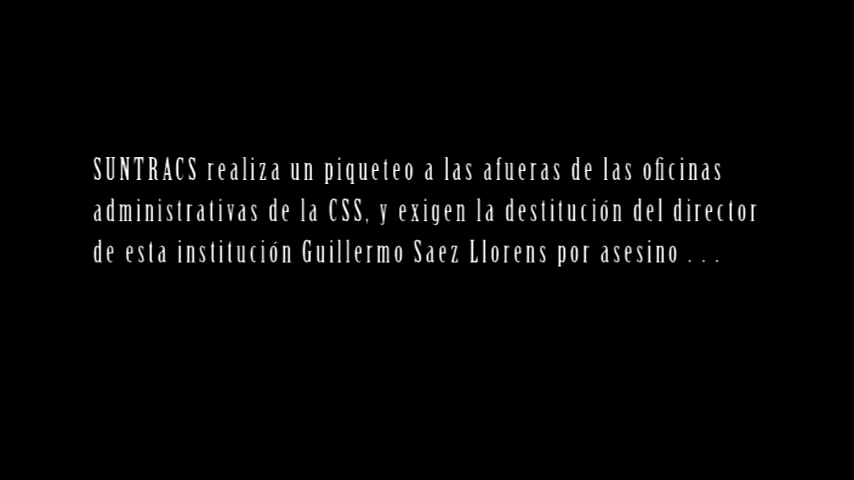 SUNTRACS realiza un piqueteo a las afueras de las oficinas
administrativas de la CSS, y exigen la destitución del director
de esta institución Guillermo Saez Llorens por asesino . . .